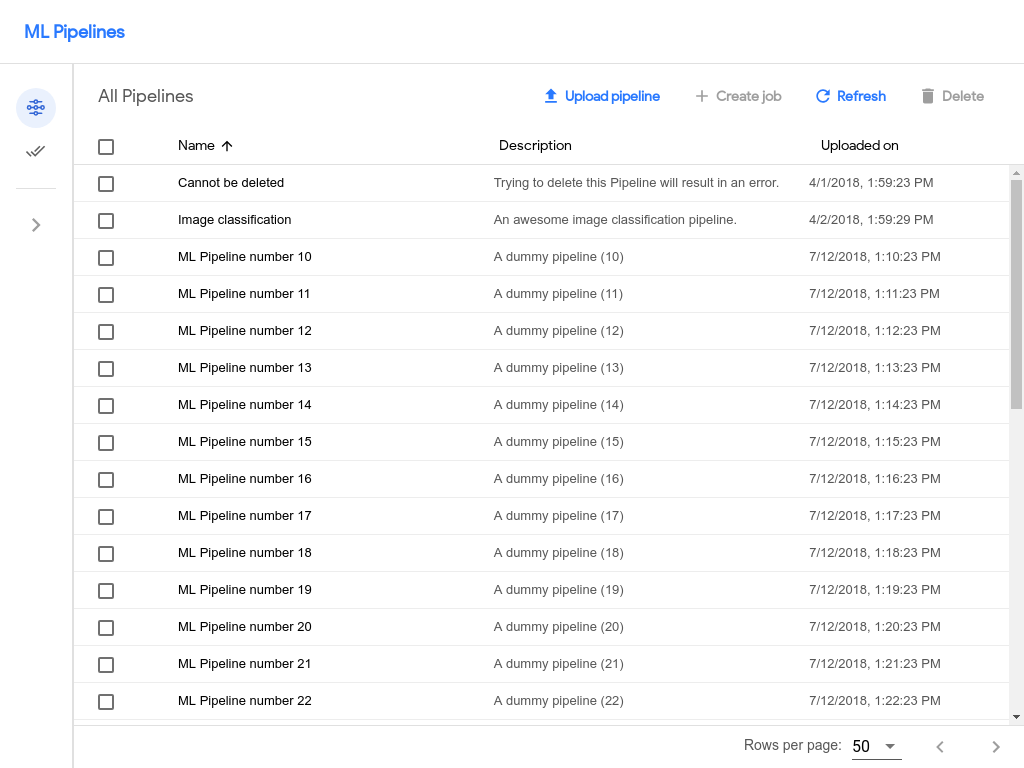 ML Pipelines
All Pipelines Upload pipeline Create job Refresh Delete
Name Description Uploaded on
Cannot be deleted Trying to delete this Pipeline will result in an error. 4/1/2018, 1:59:23 PM
Image classification An awesome image classification pipeline. 4/2/2018, 1:59:29 PM
ML Pipeline number 10 A dummy pipeline (10) 7/12/2018, 1:10:23 PM
ML Pipeline number 11 A dummy pipeline (11) 7/12/2018, 1:11:23 PM
ML Pipeline number 12 A dummy pipeline (12) 7/12/2018, 1:12:23 PM
ML Pipeline number 13 A dummy pipeline (13) 7/12/2018, 1:13:23 PM
ML Pipeline number 14 A dummy pipeline (14) 7/12/2018, 1:14:23 PM
ML Pipeline number 15 A dummy pipeline (15) 7/12/2018, 1:15:23 PM
ML Pipeline number 16 A dummy pipeline (16) 7/12/2018, 1:16:23 PM
ML Pipeline number 17 A dummy pipeline (17) 7/12/2018, 1:17:23 PM
ML Pipeline number 18 A dummy pipeline (18) 7/12/2018, 1:18:23 PM
ML Pipeline number 19 A dummy pipeline (19) 7/12/2018, 1:19:23 PM
ML Pipeline number 20 A dummy pipeline (20) 7/12/2018, 1:20:23 PM
ML Pipeline number 21 A dummy pipeline (21) 7/12/2018, 1:21:23 PM
ML Pipeline number 22 A dummy pipeline (22) 7/12/2018, 1:22:23 PM
Rows per page: 50